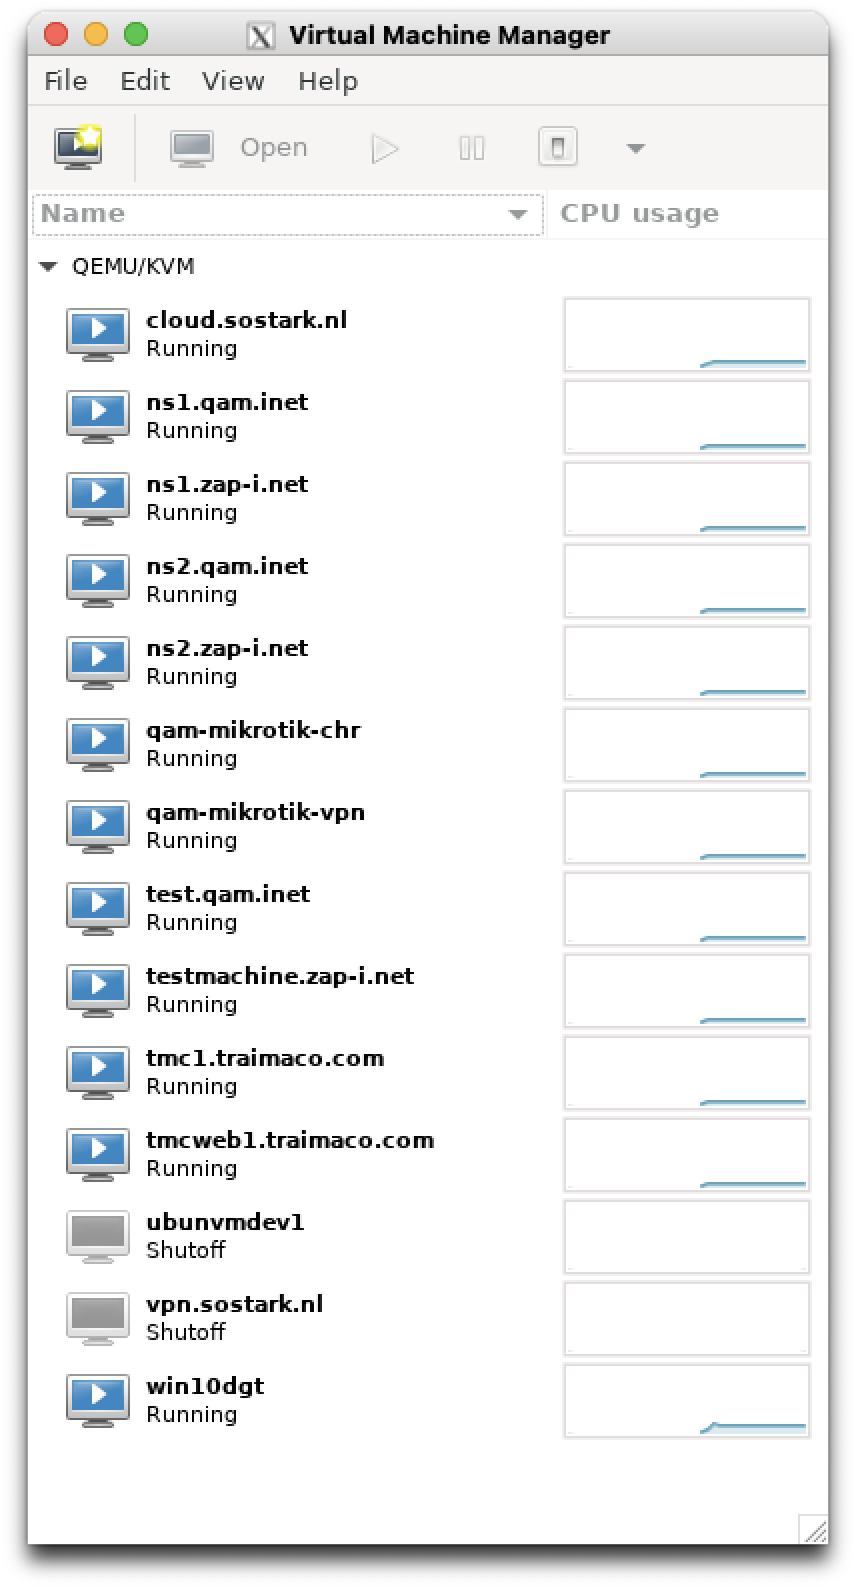 Virtual Machine Manager
File Edit View Help
Open
Name CPU usage
QEMU/KVM
cloud.sostark.nl
Running
ns1.qam.inet
Running
ns1.zap-i.net
Running
ns2.qam.inet
Running
ns2.zap-i.net
Running
qam-mikrotik-chr
Running
qam-mikrotik-vpn
Running
test.qam.inet
Running
testmachine.zap-i.net
Running
tmc1.traimaco.com
Running
tmcweb1.traimaco.com
Running
ubunvmdev1
Shutoff
vpn.sostark.nl
Shutoff
win10dgt
Running